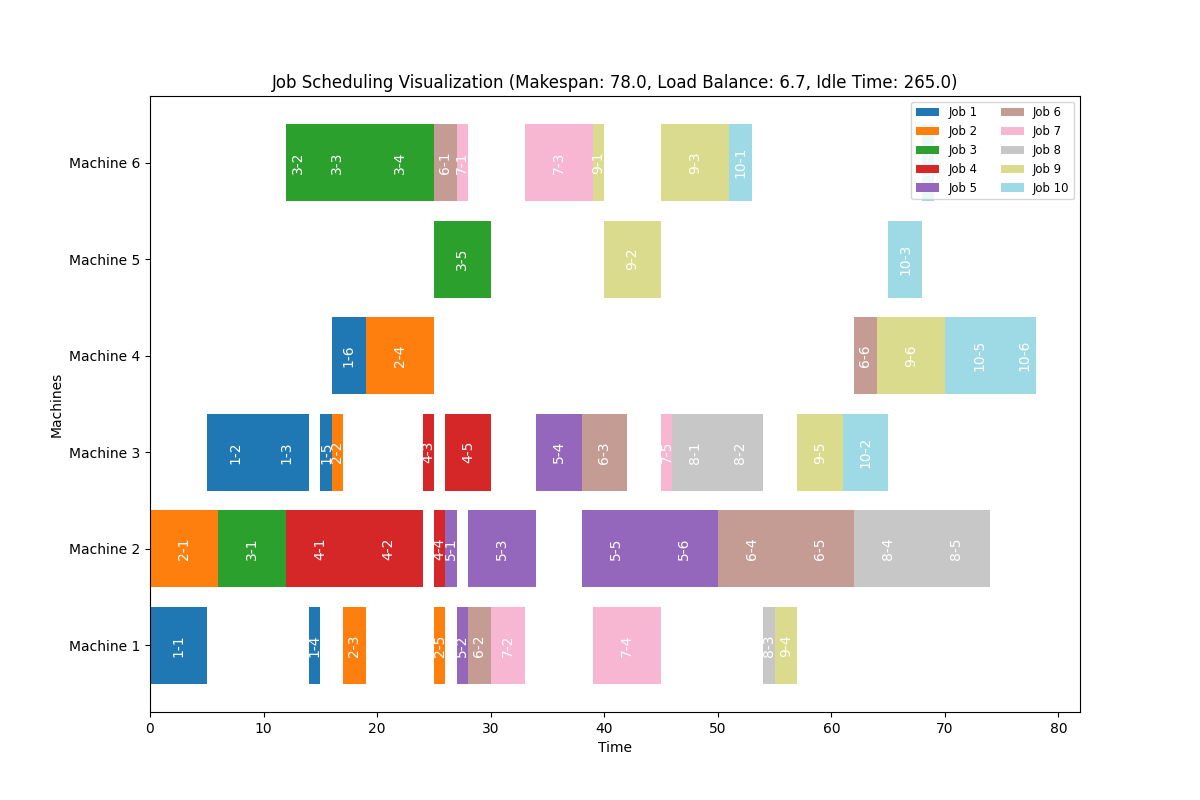 Job Scheduling Visualization (Makespan: 78.0, Load Balance: 6.7, Idle Time: 265.0)
Job 1 Job 6
Job 2 Job 7
Job 3 Job 8
Job 4 Job 9
Job 5 Job 10
Machines
Machine 6
3-2 3-3 3-4 6-1 7-1 7-3 9-1 9-3 10-1
Machine 5
3-5 9-2 10-3
Machine 4
1-6 2-4 6-6 9-6 10-5 10-6
Machine 3
1-2 1-3 1-5 2-2 4-3 4-5 5-4 6-3 7-5 8-1 8-2 9-5 10-2
Machine 2
2-1 3-1 4-1 4-2 4-4 5-1 5-3 5-5 5-6 6-4 6-5 8-4 8-5
Machine 1
1-1 1-4 2-3 2-5 5-2 6-2 7-2 7-4 8-3 9-4
0 10 20 30 40 50 60 70 80
Time